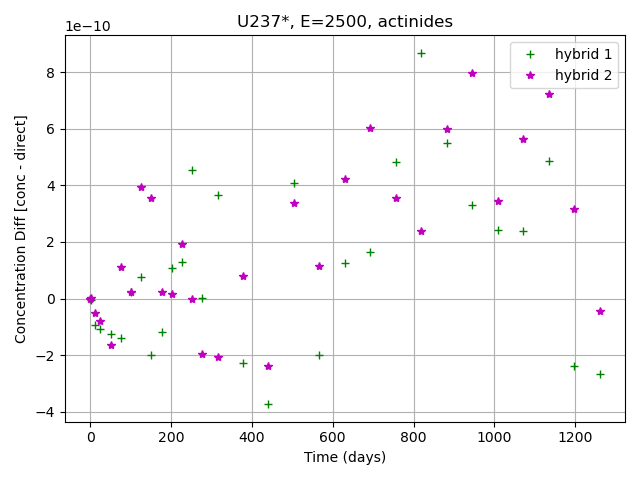 U237*, E=2500, actinides
1e−10
hybrid 1
hybrid 2
8
6
4
2
0
−2
−4
Concentration Diff [conc - direct]
0 200 400 600 800 1000 1200
Time (days)